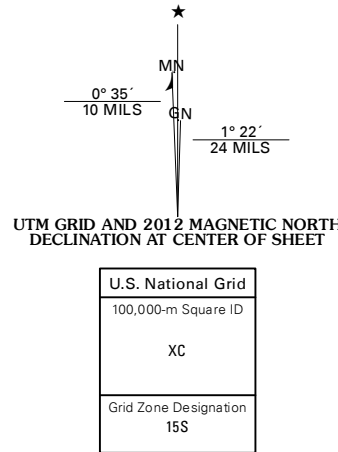 ★
MN
0° 35´
10 MILS
GN
1° 22´
24 MILS
UTM GRID AND 2012 MAGNETIC NORTH
DECLINATION AT CENTER OF SHEET
U.S. National Grid
100,000-m Square ID
XC
Grid Zone Designation
15S